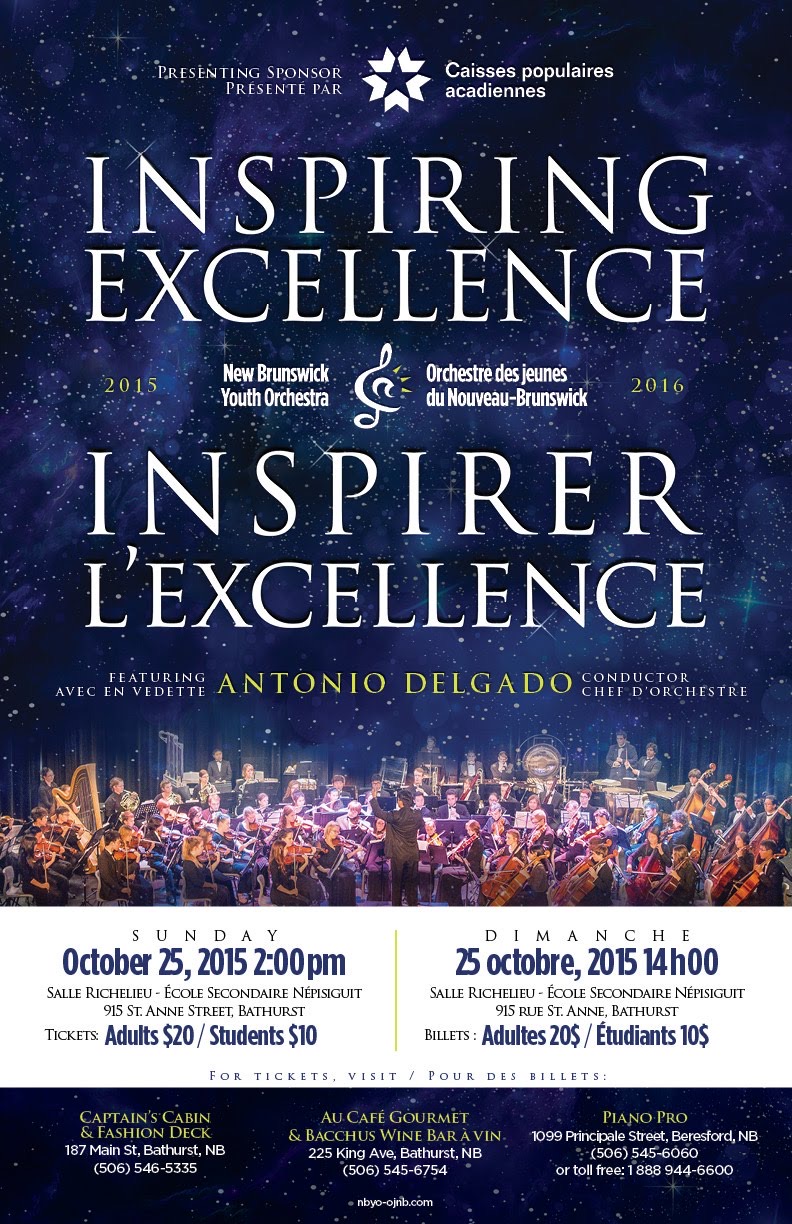 PRESENTING SPONSOR
PRÉSENTÉ PAR
Caisses populaires
acadiennes
INSPIRING
EXCELLENCE
2015
New Brunswick
Youth Orchestra
Orchestre des jeunes
du Nouveau-Brunswick
2016
INSPIRER
L'EXCELLENCE
FEATURING
AVEC EN VEDETTE
ANTONIO DELGADO
CONDUCTOR
CHEF D'ORCHESTRE
SUNDAY
October 25, 2015 2:00pm
SALLE RICHELIEU - ÉCOLE SECONDAIRE NÉPISIGUIT
915 ST. ANNE STREET, BATHURST
TICKETS: Adults $20 / Students $10
DIMANCHE
25 octobre, 2015 14h00
SALLE RICHELIEU - ÉCOLE SECONDAIRE NÉPISIGUIT
915 RUE ST. ANNE, BATHURST
BILLETS : Adultes 20$ / Étudiants 10$
FOR TICKETS, VISIT / POUR DES BILLETS:
CAPTAIN'S CABIN
& FASHION DECK
187 Main St, Bathurst, NB
(506) 546-5335
AU CAFÉ GOURMET
& BACCHUS WINE BAR À VIN
225 King Ave, Bathurst, NB
(506) 545-6754
PIANO PRO
1099 Principale Street, Beresford, NB
(506) 545-6060
or toll free: 1 888 944-6600
nbyo-ojnb.com